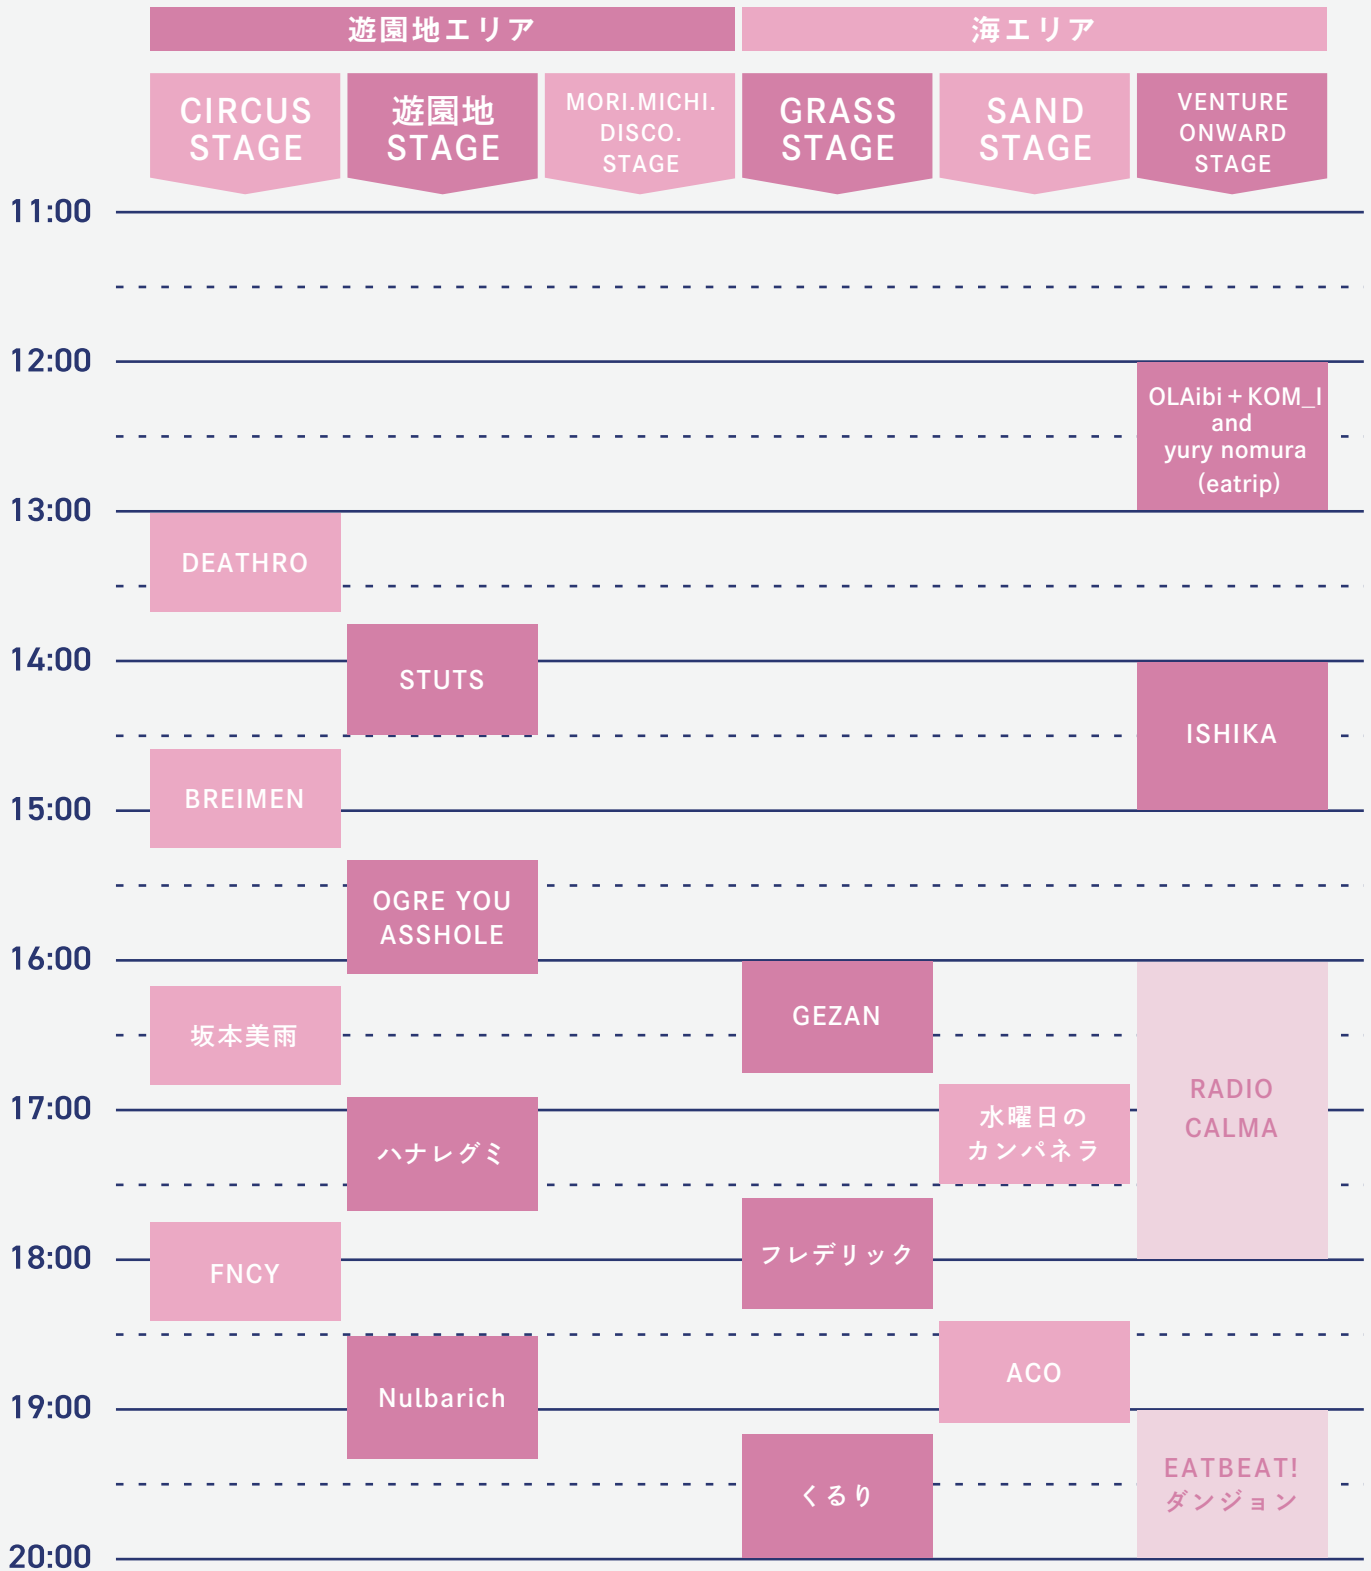 遊園地エリア
海エリア
CIRCUS
STAGE
遊園地
STAGE
MORI.MICHI.
DISCO.
STAGE
GRASS
STAGE
SAND
STAGE
VENTURE
ONWARD
STAGE
11:00
12:00
OLAibi + KOM_I
and
yury nomura
(eatrip)
13:00
DEATHRO
14:00
STUTS
ISHIKA
BREIMEN
15:00
OGRE YOU
ASSHOLE
16:00
GEZAN
坂本美雨
RADIO
CALMA
17:00
水曜日の
カンパネラ
ハナレグミ
18:00
フレデリック
FNCY
ACO
Nulbarich
19:00
EATBEAT!
ダンジョン
くるり
20:00